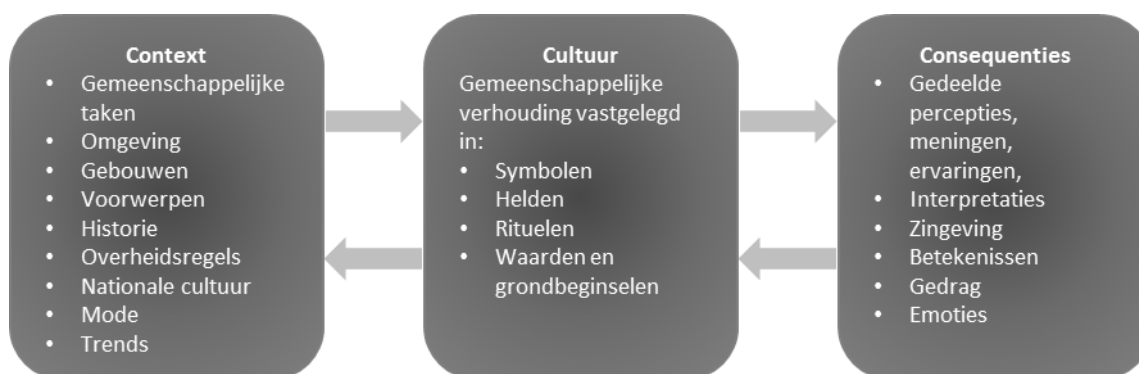 Context
• Gemeenschappelijke
taken
• Omgeving
• Gebouwen
• Voorwerpen
• Historie
• Overheidsregels
• Nationale cultuur
• Mode
• Trends
Cultuur
Gemeenschappelijke
verhouding vastgelegd
in:
• Symbolen
• Helden
• Rituelen
• Waarden en
grondbeginselen
Consequenties
• Gedeelde
percepties,
meningen,
ervaringen,
• Interpretaties
• Zingeving
• Betekenissen
• Gedrag
• Emoties